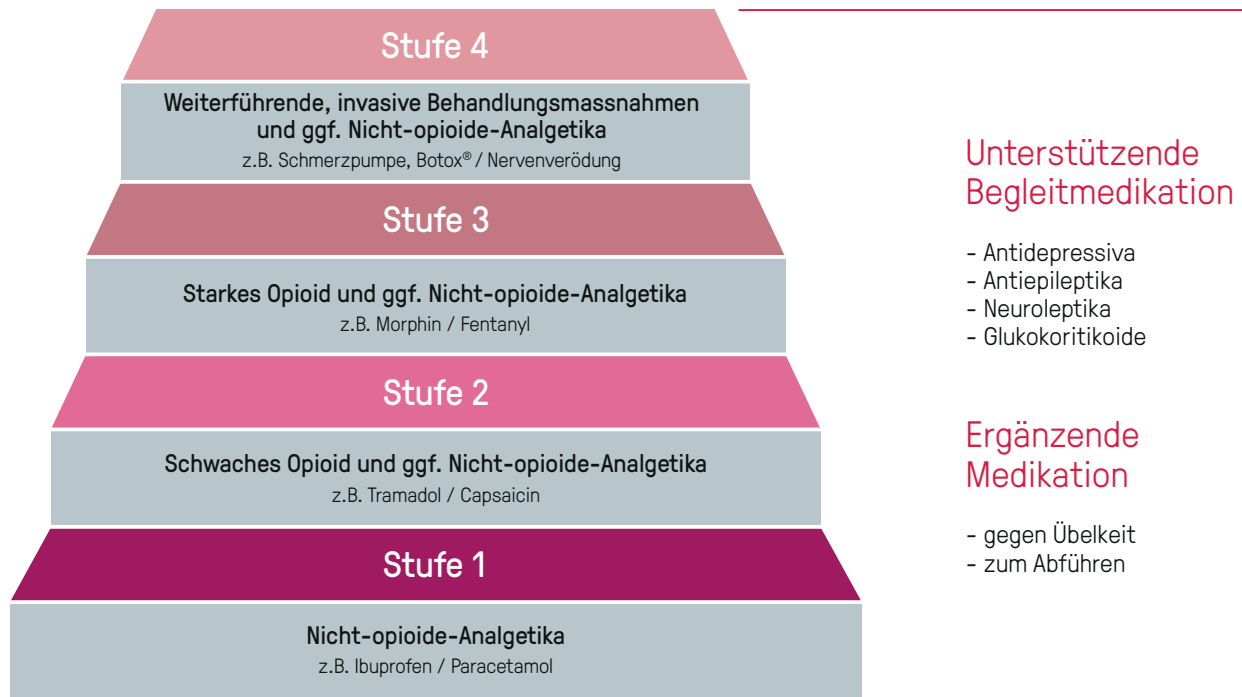 Stufe 4
Weiterführende, invasive Behandlungsmassnahmen
und ggf. Nicht-opioide-Analgetika
z.B. Schmerzpumpe, Botox® / Nervenverödung
Stufe 3
Starkes Opioid und ggf. Nicht-opioide-Analgetika
z.B. Morphin / Fentanyl
Stufe 2
Schwaches Opioid und ggf. Nicht-opioide-Analgetika
z.B. Tramadol / Capsaicin
Stufe 1
Nicht-opioide-Analgetika
z.B. Ibuprofen / Paracetamol
Unterstützende
Begleitmedikation
- Antidepressiva
- Antiepileptika
- Neuroleptika
- Glukokoritikoide
Ergänzende
Medikation
- gegen Übelkeit
- zum Abführen